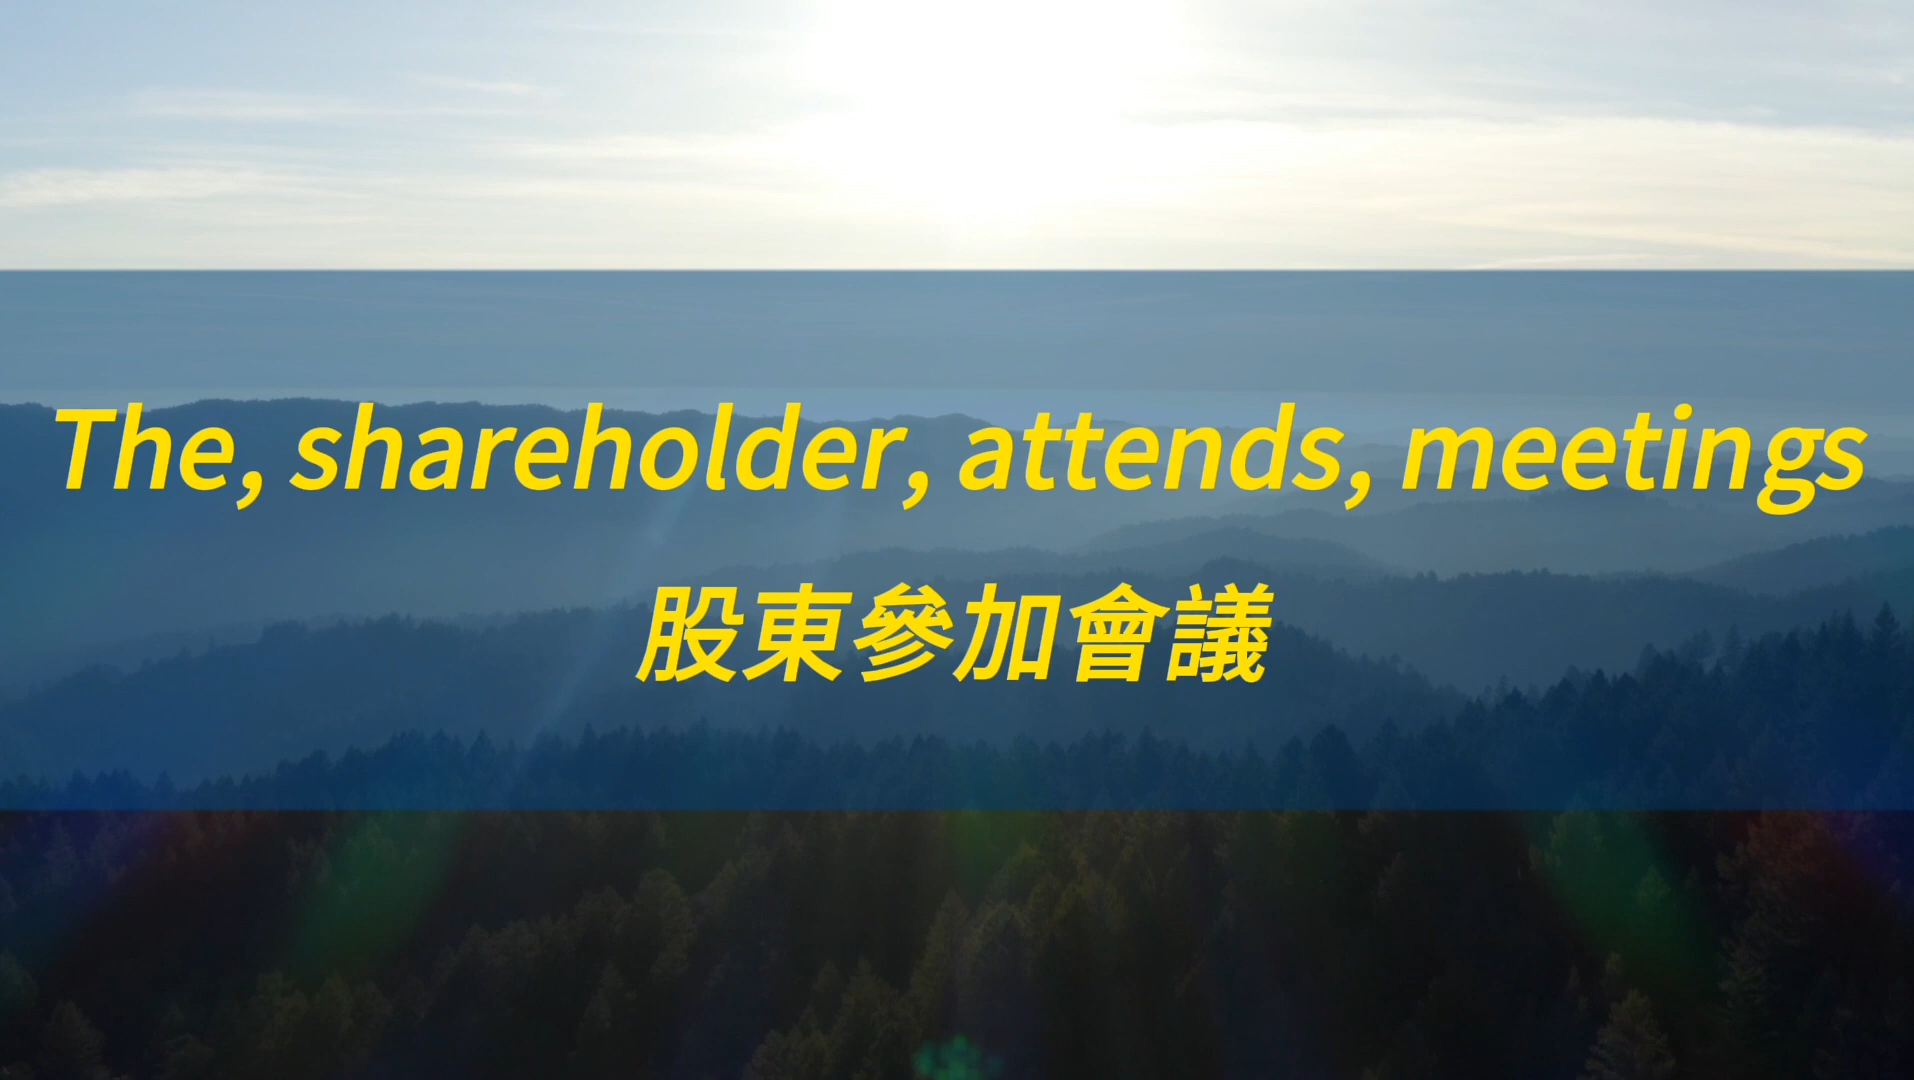 The, shareholder, attends, meetings
股東參加會議